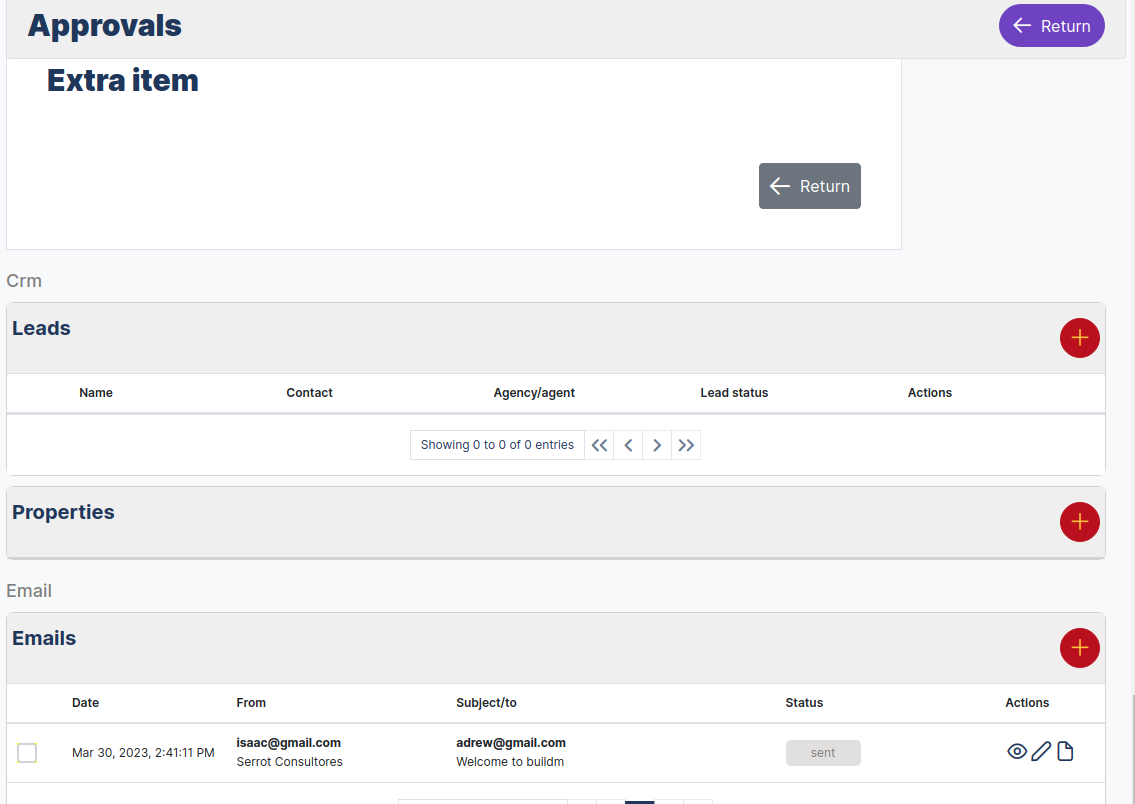 Approvals
Return
Extra item
Return
Crm
Leads
Name Contact Agency/agent Lead status Actions
Showing 0 to 0 of 0 entries
Properties
Email
Emails
Date From Subject/to Status Actions
Mar 30, 2023, 2:41:11 PM isaac@gmail.com adrew@gmail.com sent
Serrot Consultores Welcome to buildm